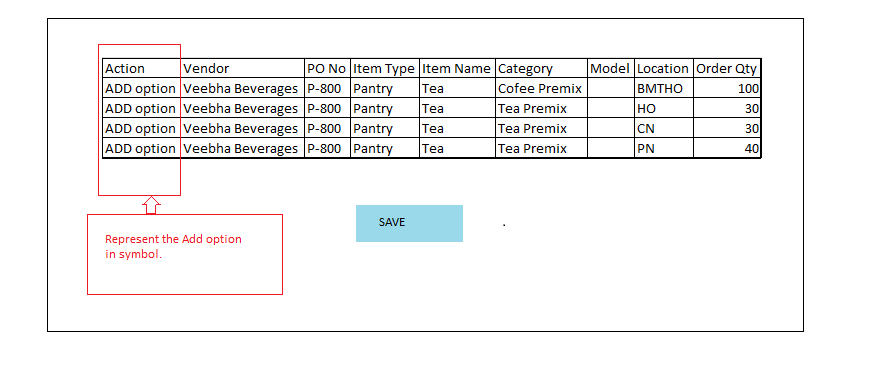 Action Vendor PO No Item Type Item Name Category Model Location Order Qty
ADD option Veebha Beverages P-800 Pantry Tea Cofee Premix BMTHO 100
ADD option Veebha Beverages P-800 Pantry Tea Tea Premix HO 30
ADD option Veebha Beverages P-800 Pantry Tea Tea Premix CN 30
ADD option Veebha Beverages P-800 Pantry Tea Tea Premix PN 40
SAVE .
Represent the Add option
in symbol.